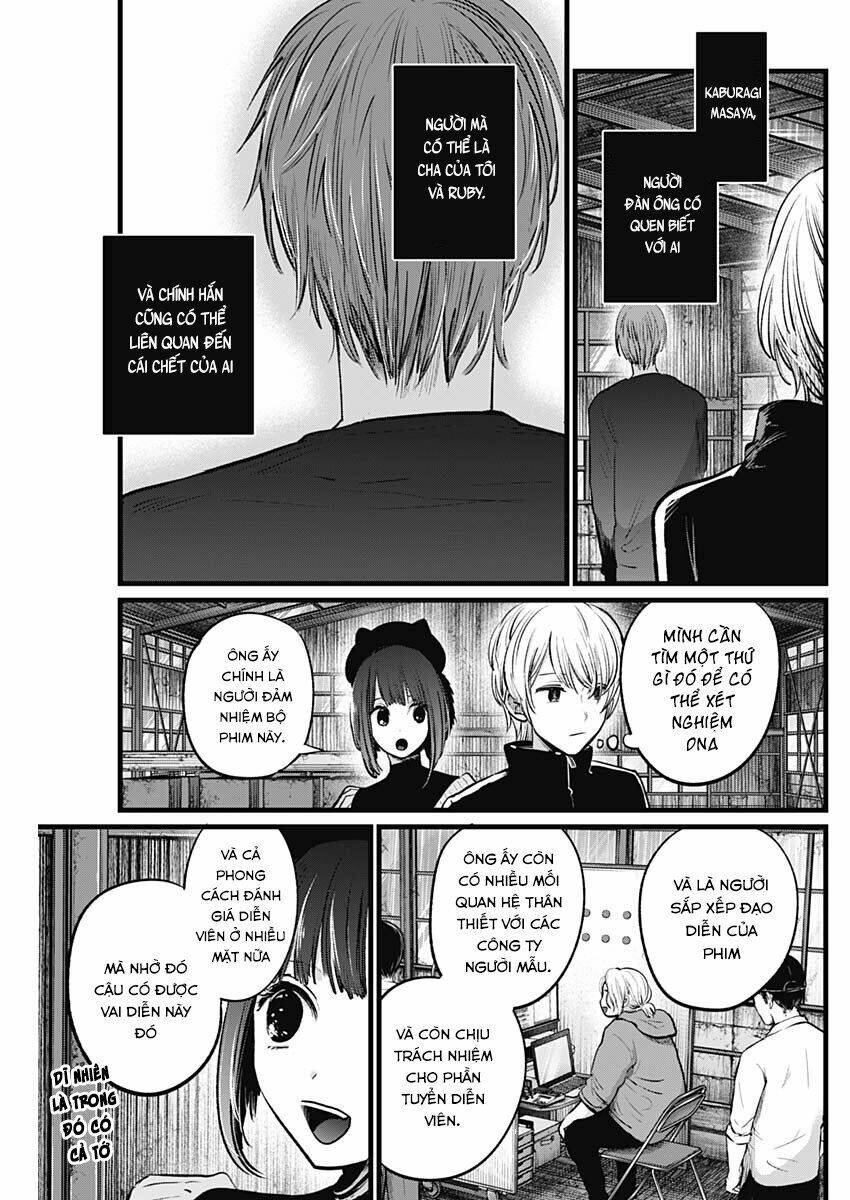 KABURAGI
MASAYA,
NGƯỜI
ĐÀN ÔNG CÓ
QUEN BIẾT
VỚI AI
NGƯỜI MÀ
CÓ THỂ LÀ
CHA CỦA TÔI
VÀ RUBY.
VÀ CHÍNH HẮN
CŨNG CÓ THỂ
LIÊN QUAN ĐẾN
CÁI CHẾT CỦA AI
MÌNH CẦN
TÌM MỘT THỨ
GÌ ĐÓ ĐỂ CÓ
THỂ XÉT
NGHIỆM
DNA
ÔNG ẤY
CHÍNH LÀ
NGƯỜI ĐẢM
NHIỆM BỘ
PHIM NÀY.
VÀ LÀ NGƯỜI
SẮP XẾP ĐẠO
DIỄN CỦA
PHIM
ÔNG ẤY CÒN
CÓ NHIỀU MỐI
QUAN HỆ THÂN
THIẾT VỚI CÁC
CÔNG TY
NGƯỜI MẪU.
VÀ CÒN CHỊU
TRÁCH NHIỆM
CHO PHẦN
TUYỂN DIỄN
VIÊN.
VÀ CẢ
PHONG
CÁCH ĐÁNH
GIÁ DIỄN
VIÊN Ở NHIỀU
MẶT NỮA
MÀ NHỜ ĐÓ
CẬU CÓ ĐƯỢC
VAI DIỄN NÀY
ĐÓ
DĨ NHIÊN
LÀ TRONG
ĐÓ CÓ
CẢ TỚ